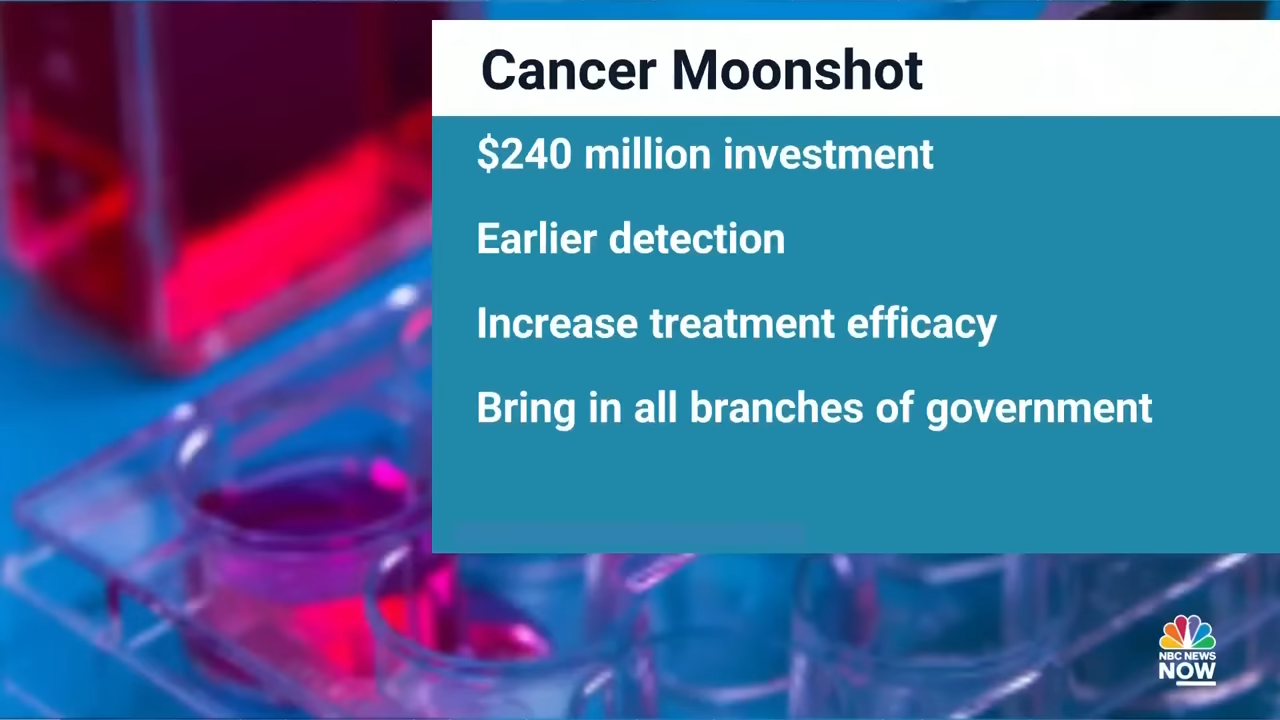 Cancer Moonshot
$240 million investment
Earlier detection
Increase treatment efficacy
Bring in all branches of government
NBC NEWS
NOW